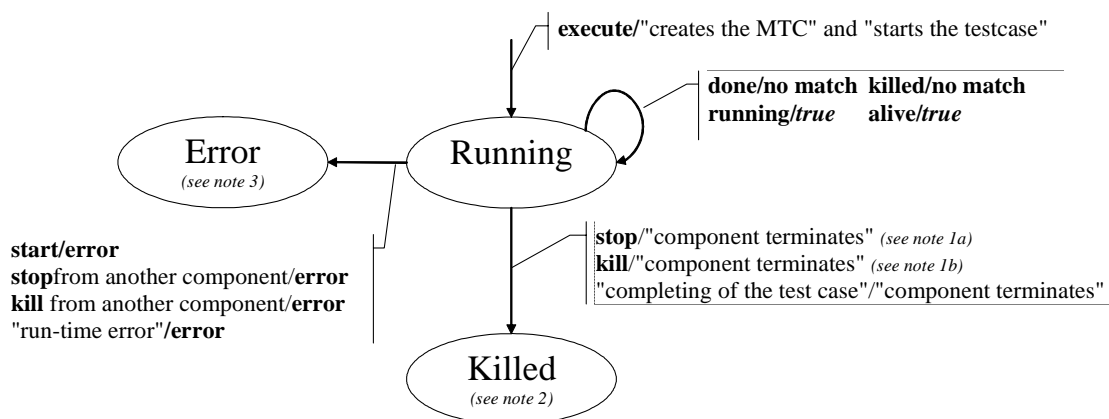 execute/"creates the MTC" and "starts the testcase"
done/no match killed/no match
running/true alive/true
Error
(see note 3)
Running
start/error
stopfrom another component/error
kill from another component/error
"run-time error"/error
stop/"component terminates" (see note 1a)
kill/"component terminates" (see note 1b)
"completing of the test case"/"component terminates"
Killed
(see note 2)